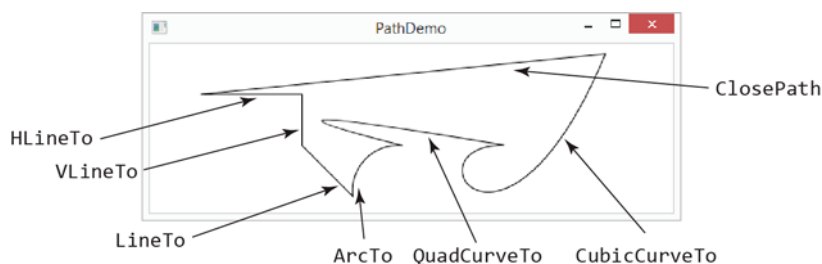 PathDemo
ClosePath
HLineTo
VLineTo
LineTo
ArcTo QuadCurveTo CubicCurveTo